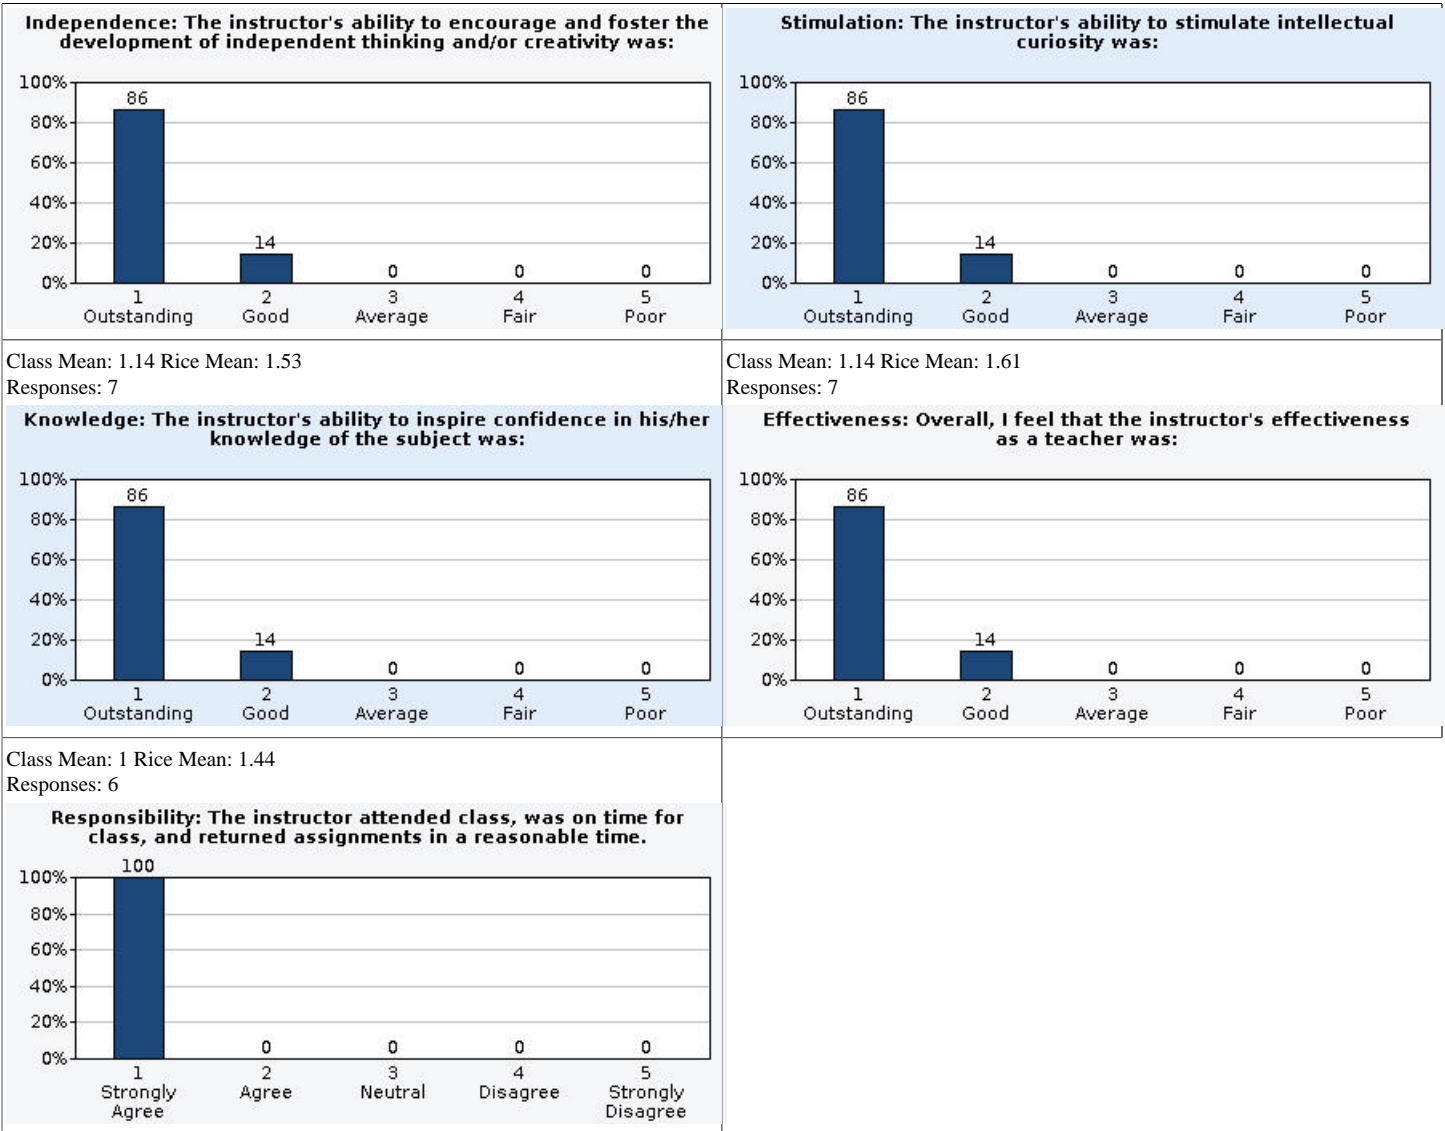 Independence: The instructor's ability to encourage and foster the
development of independent thinking and/or creativity was:
100%
80%
60%
40%
20%
0%
86
14
0
0
0
1
2
3
4
5
Outstanding
Good
Average
Fair
Poor
Stimulation: The instructor's ability to stimulate intellectual
curiosity was:
100%
80%
60%
40%
20%
0%
86
14
0
0
0
1
2
3
4
5
Outstanding
Good
Average
Fair
Poor
Class Mean: 1.14 Rice Mean: 1.53
Responses: 7
Class Mean: 1.14 Rice Mean: 1.61
Responses: 7
Knowledge: The instructor's ability to inspire confidence in his/her
knowledge of the subject was:
100%
80%
60%
40%
20%
0%
86
14
0
0
0
1
2
3
4
5
Outstanding
Good
Average
Fair
Poor
Effectiveness: Overall, I feel that the instructor's effectiveness
as a teacher was:
100%
80%
60%
40%
20%
0%
86
14
0
0
0
1
2
3
4
5
Outstanding
Good
Average
Fair
Poor
Class Mean: 1 Rice Mean: 1.44
Responses: 6
Responsibility: The instructor attended class, was on time for
class, and returned assignments in a reasonable time.
100%
80%
60%
40%
20%
0%
100
0
0
0
0
1
2
3
4
5
Strongly
Agree
Agree
Neutral
Disagree
Strongly
Disagree